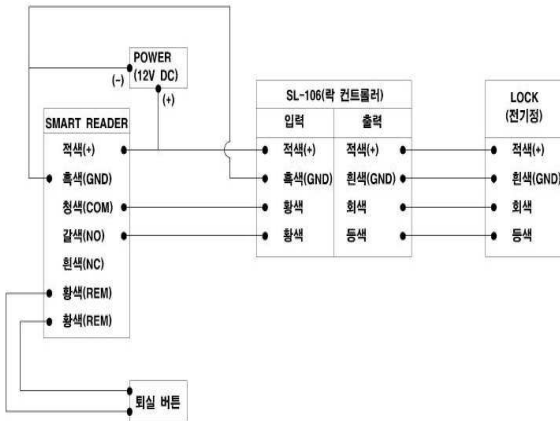 POWER
(12V DC)
(-)
(+)
SMART READER
적색(+)
흑색(GND)
청색(COM)
갈색(NO)
흰색(NC)
황색(REM)
황색(REM)
SL-106(락 컨트롤러)
입력 출력
적색(+) 적색(+)
흑색(GND) 흰색(GND)
황색 회색
황색 등색
LOCK
(전기정)
적색(+)
흰색(GND)
회색
등색
퇴실 버튼